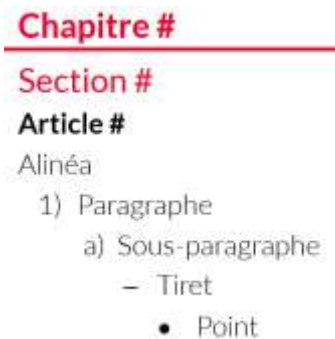 Chapitre #
Section #
Article #
Alinéa
1) Paragraphe
a) Sous-paragraphe
– Tiret
• Point